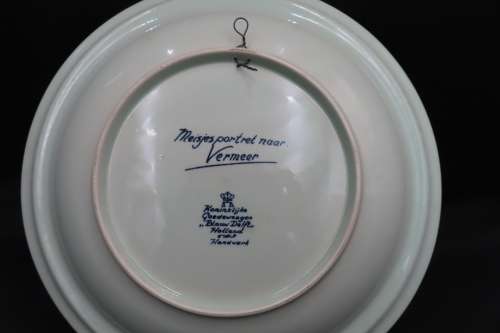 Meisjesportret naar
Vermeer
Koninklijke
Goedewaagen
„Blauw Delft"
Holland
Handwerk